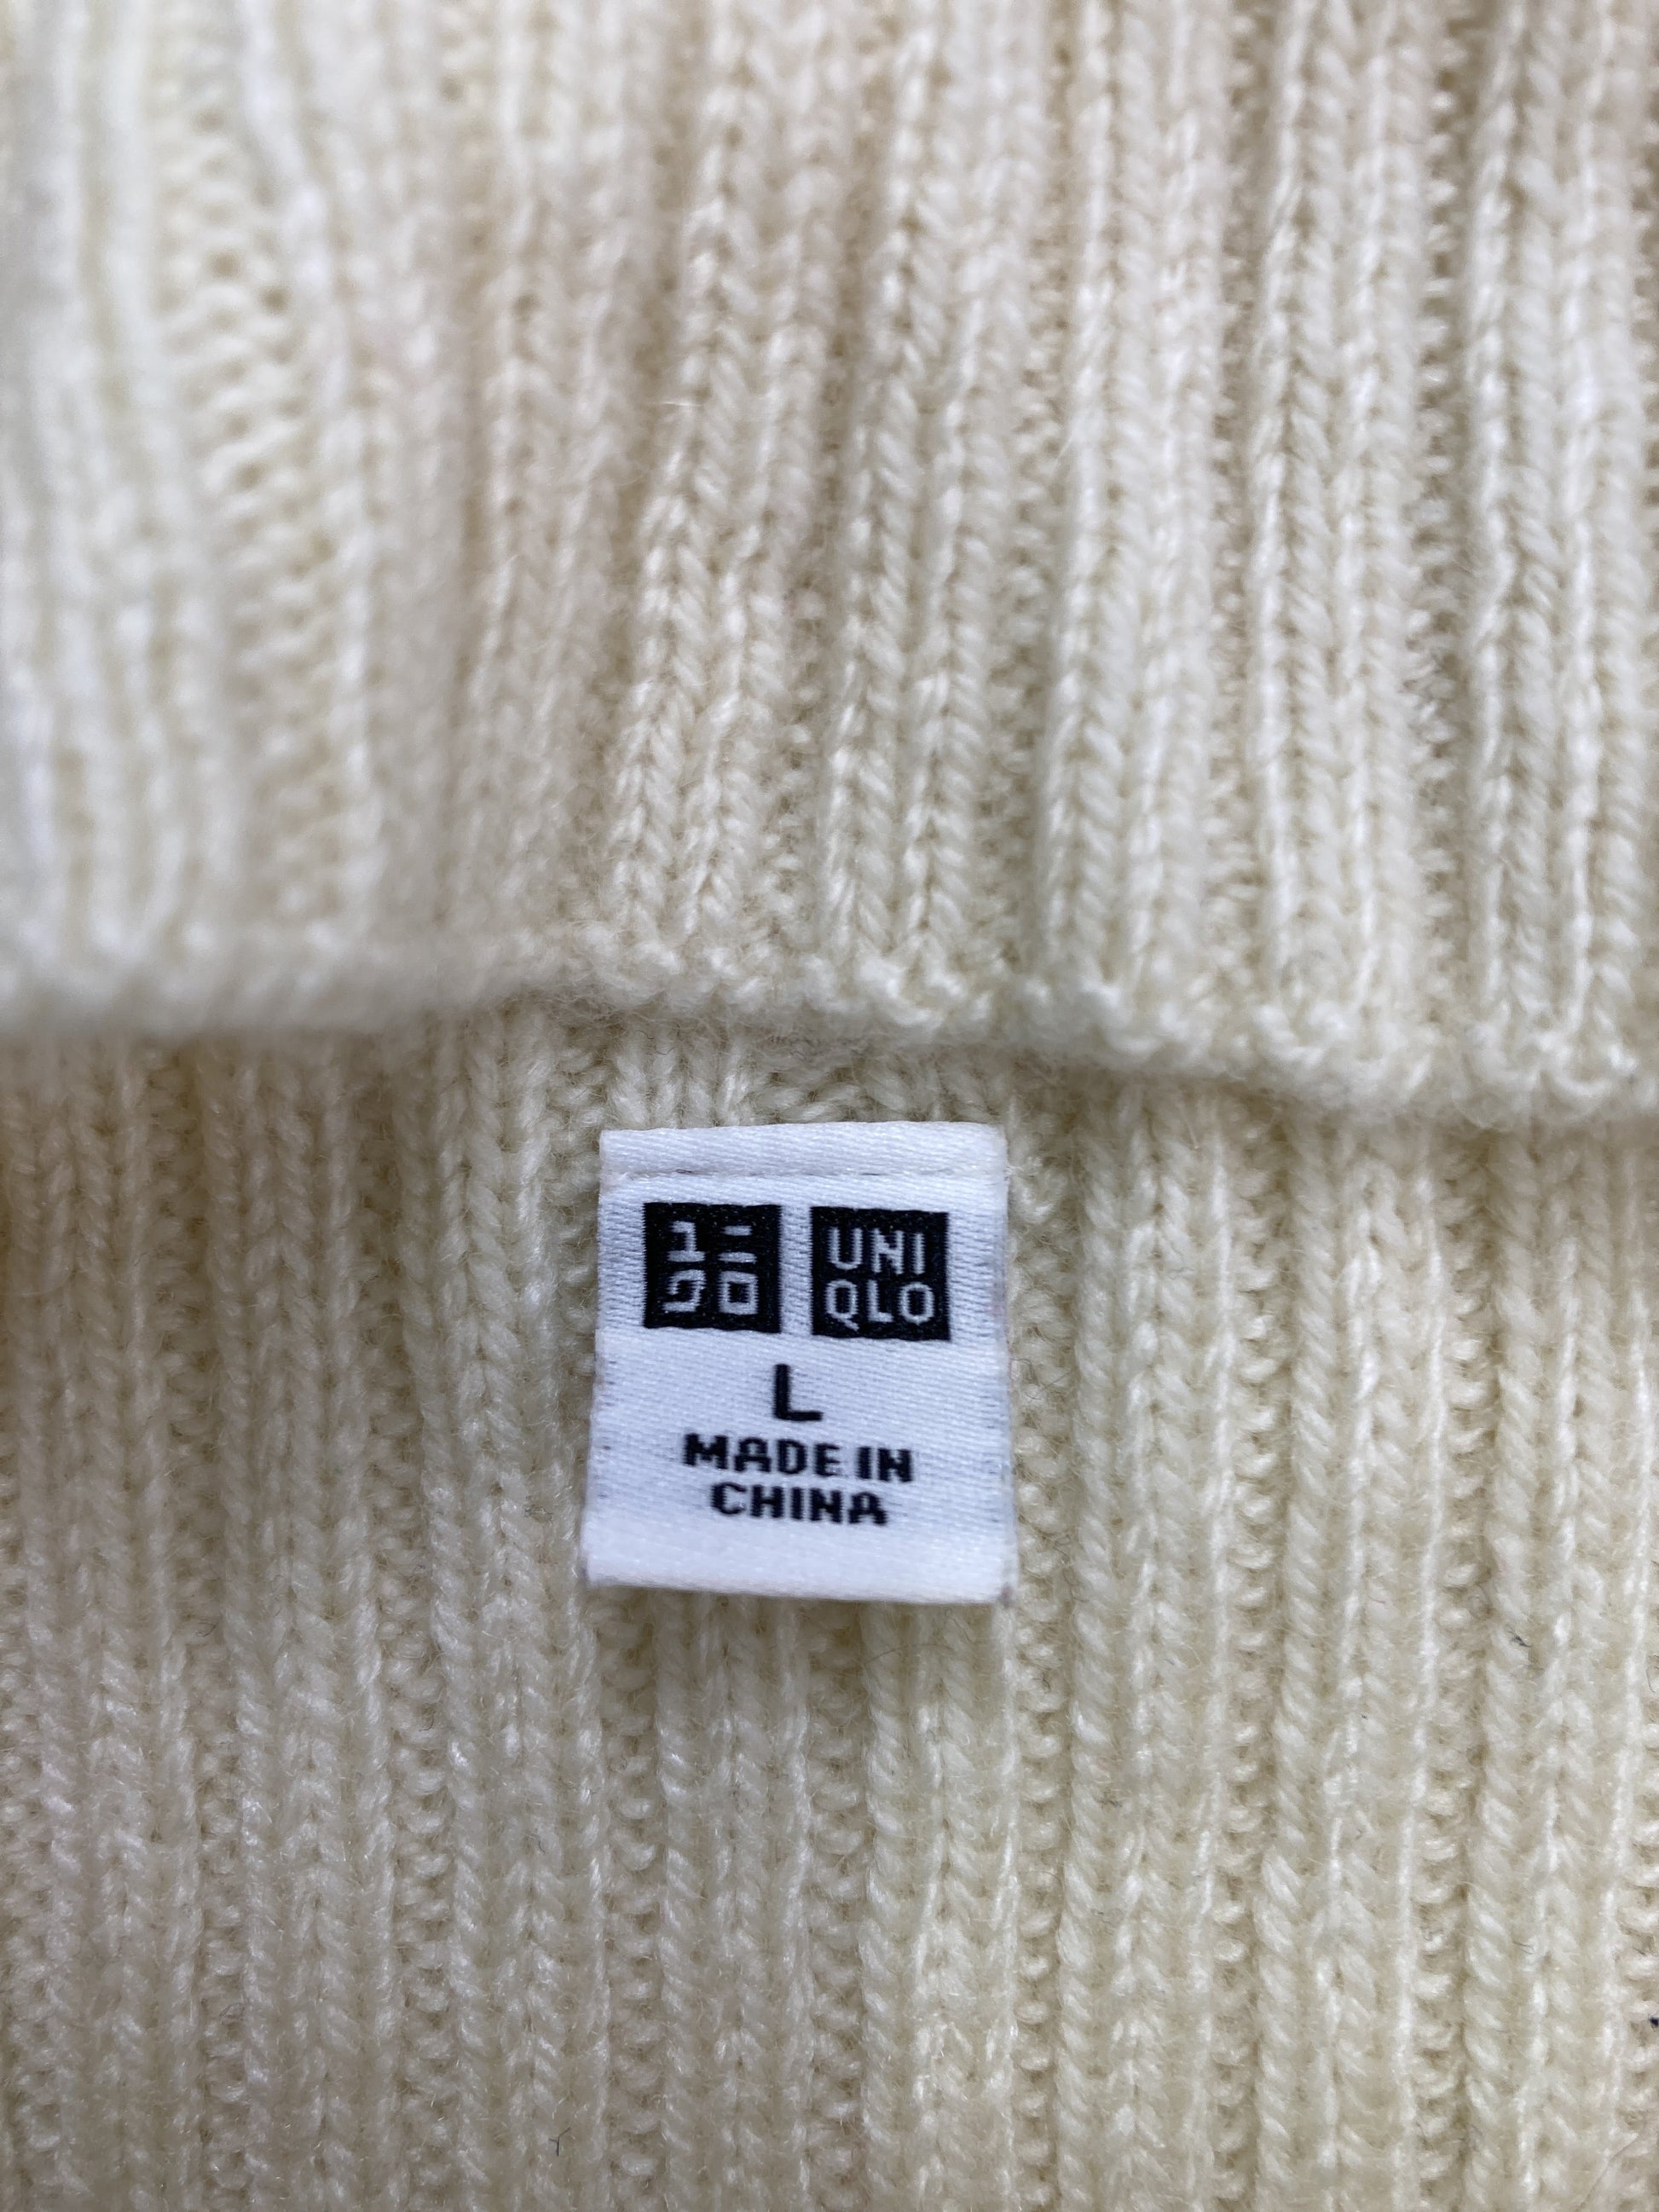 ユニ UNI
クロ QLO
L
MADE IN
CHINA